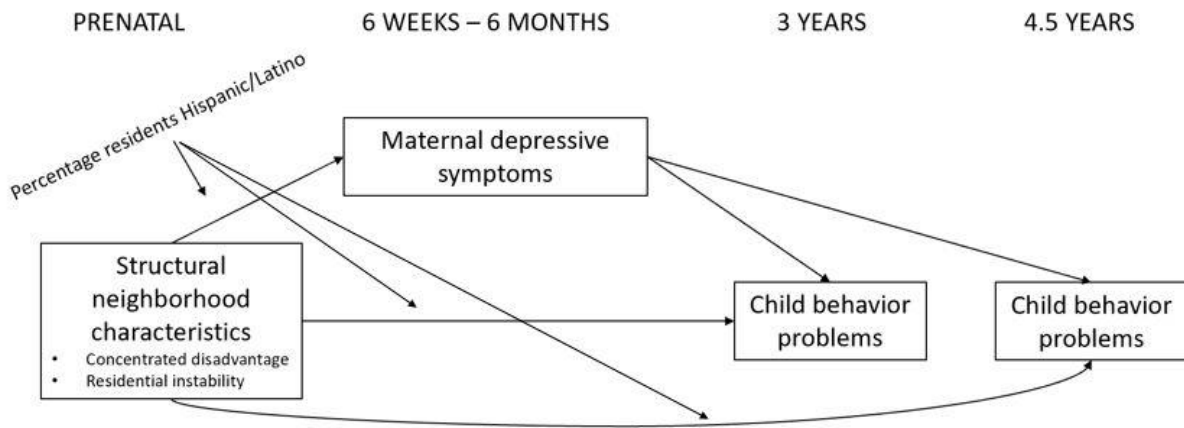 PRENATAL
6 WEEKS – 6 MONTHS
3 YEARS
4.5 YEARS
Percentage residents Hispanic/Latino
Maternal depressive
symptoms
Structural
neighborhood
characteristics
• Concentrated disadvantage
• Residential instability
Child behavior
problems
Child behavior
problems